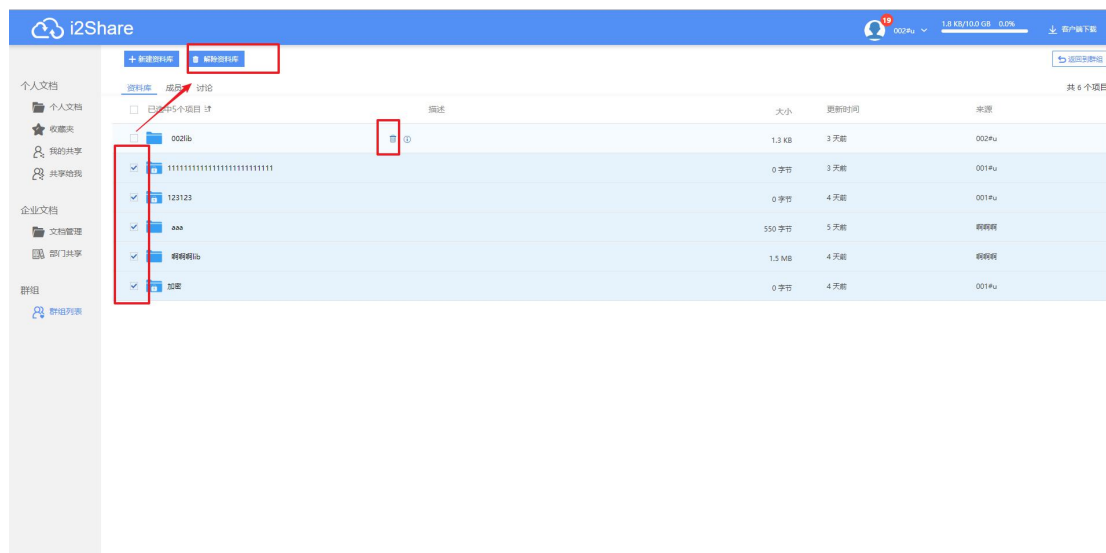 i2Share
19
002#u
1.8 KB/10.0 GB 0.0%
客户端下载
+ 新建资料库
解除资料库
返回到群组
资料库 成员 讨论
共 6 个项目
已选中5个项目
描述
大小
更新时间
来源
002lib
1.3 KB
3 天前
002#u
0 字节
3 天前
001#u
123123
0 字节
4 天前
001#u
aaa
550 字节
5 天前
啊啊啊
啊啊啊lib
1.5 MB
4 天前
啊啊啊
加密
0 字节
4 天前
001#u
个人文档
个人文档
收藏夹
我的共享
共享给我
企业文档
文档管理
部门共享
群组
群组列表